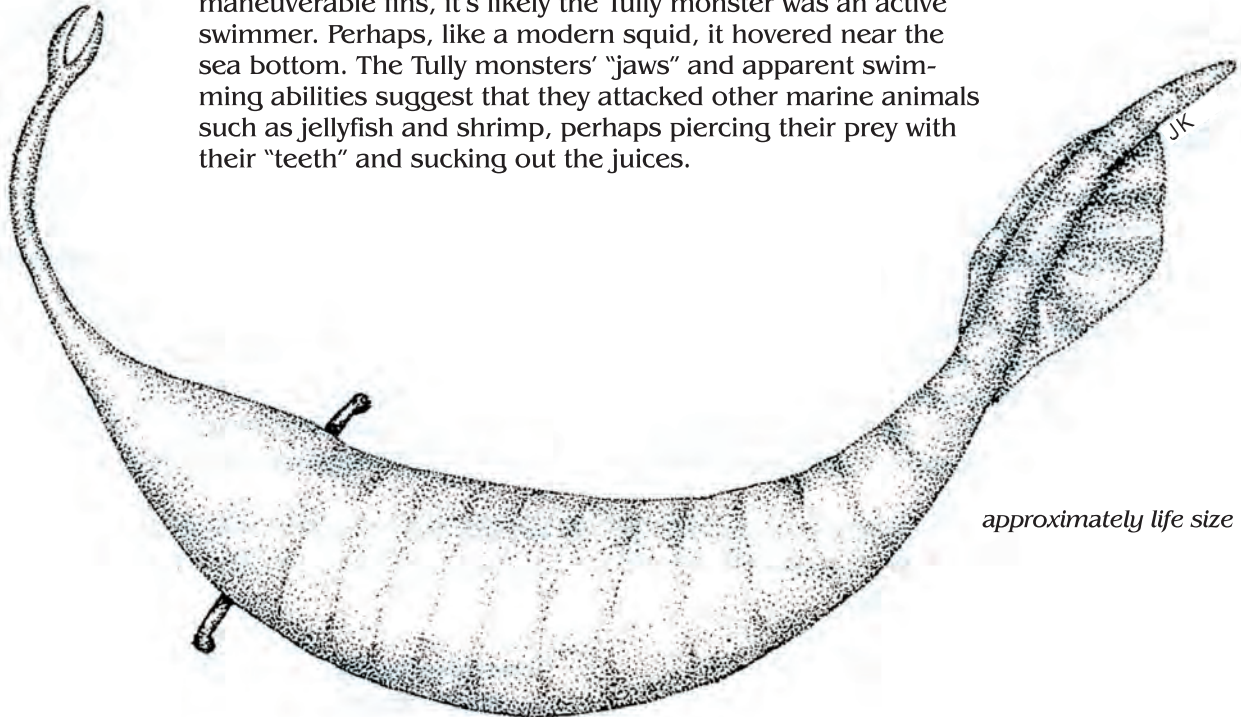 maneuverable fins, it's likely the Tully monster was an active
swimmer. Perhaps, like a modern squid, it hovered near the
sea bottom. The Tully monsters' “jaws” and apparent swim-
ming abilities suggest that they attacked other marine animals
such as jellyfish and shrimp, perhaps piercing their prey with
their “teeth” and sucking out the juices.
JK
approximately life size